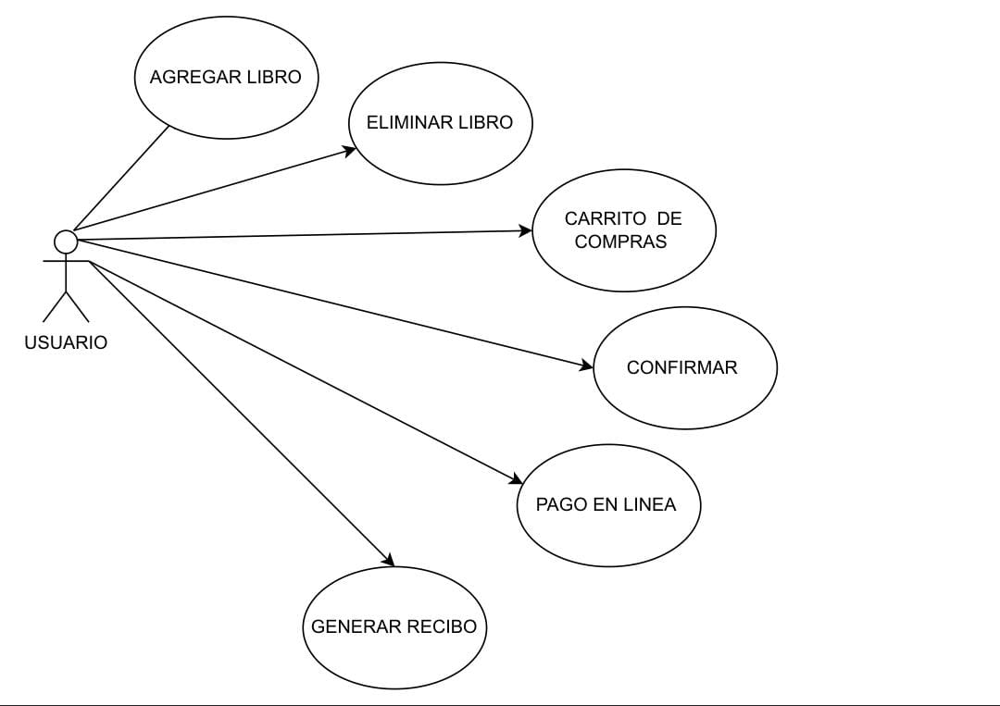 AGREGAR LIBRO
ELIMINAR LIBRO
CARRITO DE
COMPRAS
USUARIO
CONFIRMAR
PAGO EN LINEA
GENERAR RECIBO